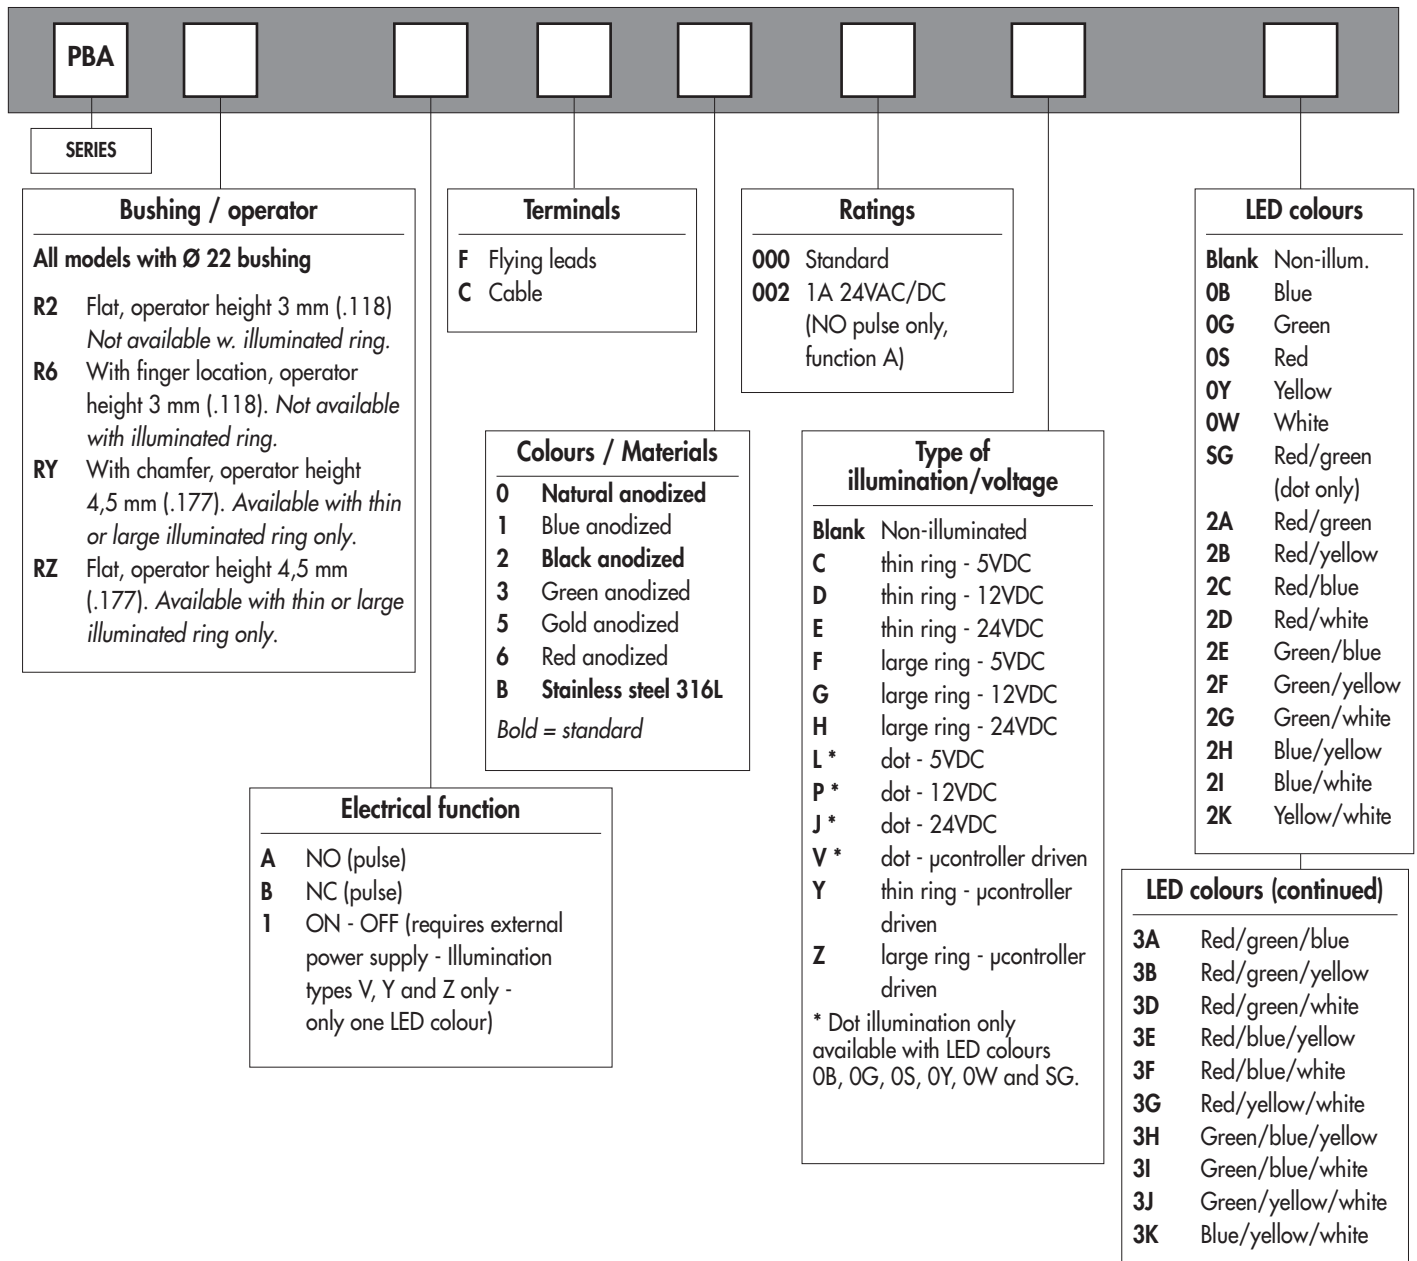 PBA
SERIES
Bushing / operator
All models with Ø 22 bushing
R2 Flat, operator height 3 mm (.118)
Not available w. illuminated ring.
R6 With finger location, operator
height 3 mm (.118). Not available
with illuminated ring.
RY With chamfer, operator height
4,5 mm (.177). Available with thin
or large illuminated ring only.
RZ Flat, operator height 4,5 mm
(.177). Available with thin or large
illuminated ring only.
Electrical function
A NO (pulse)
B NC (pulse)
1 ON - OFF (requires external
power supply - Illumination
types V, Y and Z only -
only one LED colour)
Terminals
F Flying leads
C Cable
Colours / Materials
0 Natural anodized
1 Blue anodized
2 Black anodized
3 Green anodized
5 Gold anodized
6 Red anodized
B Stainless steel 316L
Bold = standard
Ratings
000 Standard
002 1A 24VAC/DC
(NO pulse only,
function A)
Type of
illumination/voltage
Blank Non-illuminated
C thin ring - 5VDC
D thin ring - 12VDC
E thin ring - 24VDC
F large ring - 5VDC
G large ring - 12VDC
H large ring - 24VDC
L * dot - 5VDC
P * dot - 12VDC
J * dot - 24VDC
V * dot - µcontroller driven
Y thin ring - µcontroller
driven
Z large ring - µcontroller
driven
* Dot illumination only
available with LED colours
0B, 0G, 0S, 0Y, 0W and SG.
LED colours
Blank Non-illum.
0B Blue
0G Green
0S Red
0Y Yellow
0W White
SG Red/green
(dot only)
2A Red/green
2B Red/yellow
2C Red/blue
2D Red/white
2E Green/blue
2F Green/yellow
2G Green/white
2H Blue/yellow
2I Blue/white
2K Yellow/white
LED colours (continued)
3A Red/green/blue
3B Red/green/yellow
3D Red/green/white
3E Red/blue/yellow
3F Red/blue/white
3G Red/yellow/white
3H Green/blue/yellow
3I Green/blue/white
3J Green/yellow/white
3K Blue/yellow/white